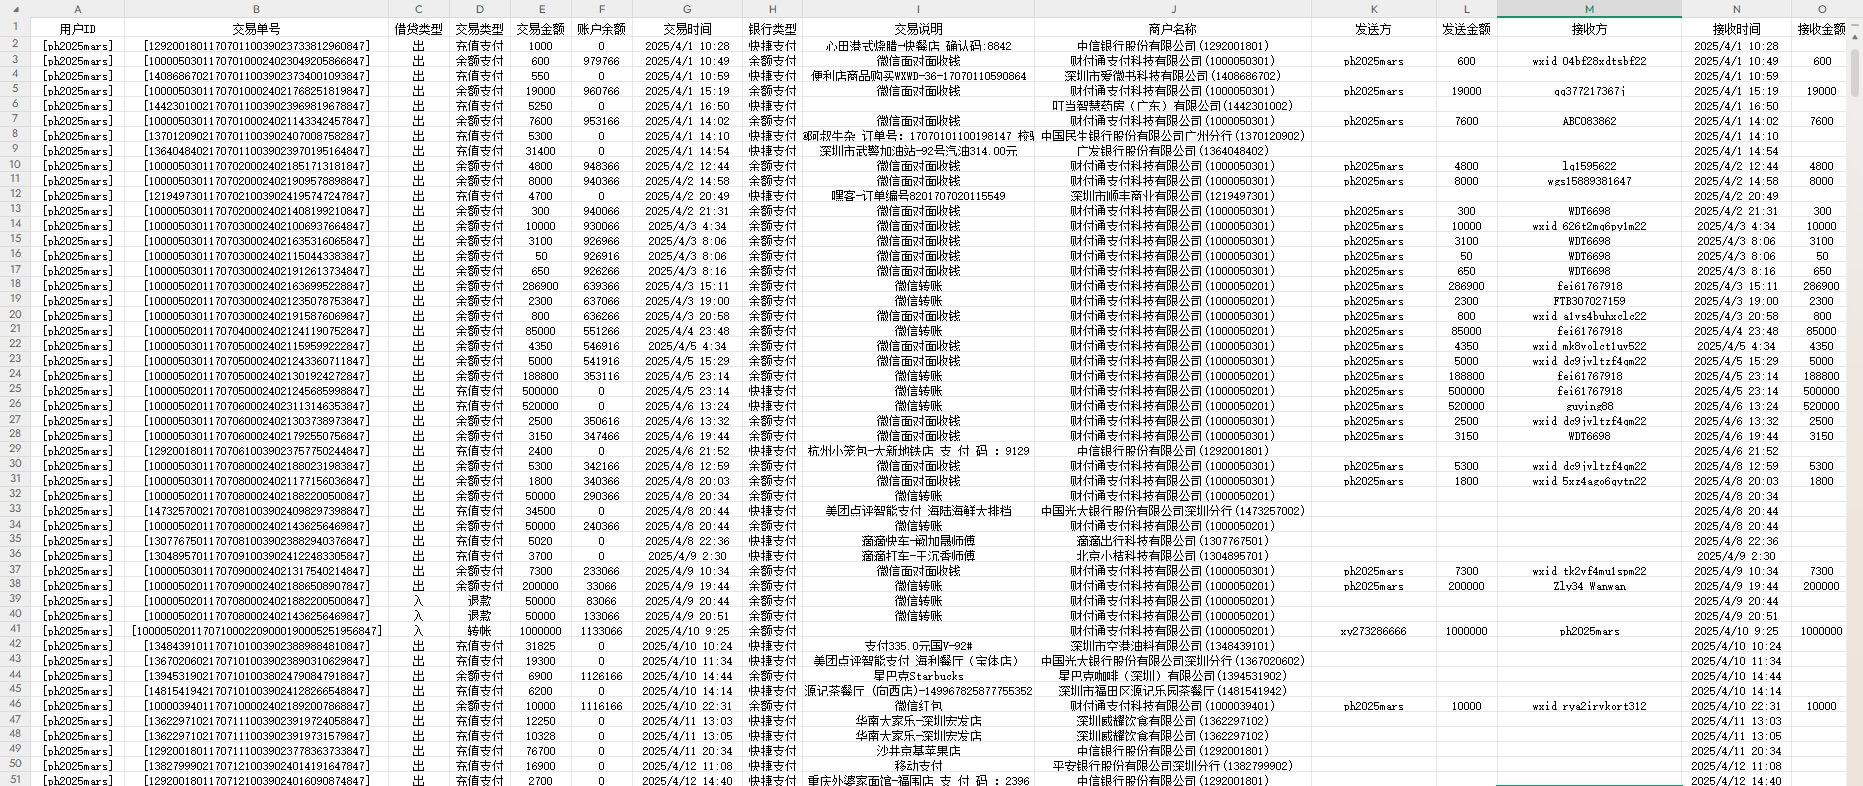 A B C D E F G H I J K L M N O
1 用户ID 交易单号 借贷类型 交易类型 交易金额 账户余额 交易时间 银行类型 交易说明 商户名称 发送方 发送金额 接收方 接收时间 接收金额
2 [ph2025mars] [129200180117070110039023733812960847] 出 充值支付 1000 0 2025/4/1 10:28 快捷支付 心田港式烧腊-快餐店 确认码:8842 中信银行股份有限公司(1292001801) 2025/4/1 10:28
3 [ph2025mars] [100005030117070100024023049205866847] 出 余额支付 600 979766 2025/4/1 10:49 余额支付 微信面对面收钱 财付通支付科技有限公司(1000050301) ph2025mars 600 wxid 04bf28xdtsbf22 2025/4/1 10:49 600
4 [ph2025mars] [140868670217070110039023734001093847] 出 充值支付 550 0 2025/4/1 10:59 快捷支付 便利店商品购买WXWD-36-17070110590864 深圳市爱微书科技有限公司(1408686702) 2025/4/1 10:59
5 [ph2025mars] [100005030117070100024021768251819847] 出 余额支付 19000 960766 2025/4/1 15:19 余额支付 微信面对面收钱 财付通支付科技有限公司(1000050301) ph2025mars 19000 qq377217367j 2025/4/1 15:19 19000
6 [ph2025mars] [144230100217070110039023969819678847] 出 充值支付 5250 0 2025/4/1 16:50 快捷支付 叮当智慧药房（广东）有限公司(1442301002) 2025/4/1 16:50
7 [ph2025mars] [100005030117070100024021143342457847] 出 余额支付 7600 953166 2025/4/1 14:02 余额支付 微信面对面收钱 财付通支付科技有限公司(1000050301) ph2025mars 7600 ABC083862 2025/4/1 14:02 7600
8 [ph2025mars] [137012090217070110039024070087582847] 出 充值支付 5300 0 2025/4/1 14:10 快捷支付 阿叔牛杂 订单号: 17070101100198147 中国民生银行股份有限公司广州分行(1370120902) 2025/4/1 14:10
9 [ph2025mars] [136404840217070110039023970195164847] 出 充值支付 31400 0 2025/4/1 14:54 快捷支付 深圳市武警加油站-92号汽油314.00元 广发银行股份有限公司(1364048402) 2025/4/1 14:54
10 [ph2025mars] [100005030117070200024021851713181847] 出 余额支付 4800 948366 2025/4/2 12:44 余额支付 微信面对面收钱 财付通支付科技有限公司(1000050301) ph2025mars 4800 lq1595622 2025/4/2 12:44 4800
11 [ph2025mars] [100005030117070200024021909578898847] 出 余额支付 8000 940366 2025/4/2 14:58 余额支付 微信面对面收钱 财付通支付科技有限公司(1000050301) ph2025mars 8000 wgs15889381647 2025/4/2 14:58 8000
12 [ph2025mars] [121949730117070210039024195747247847] 出 充值支付 4700 0 2025/4/2 20:49 快捷支付 嘿客-订单编号8201707020115549 深圳市顺丰商业有限公司(1219497301) 2025/4/2 20:49
13 [ph2025mars] [100005030117070200024021408199210847] 出 余额支付 300 940066 2025/4/2 21:31 余额支付 微信面对面收钱 财付通支付科技有限公司(1000050301) ph2025mars 300 WDT6698 2025/4/2 21:31 300
14 [ph2025mars] [100005030117070300024021006937664847] 出 余额支付 10000 930066 2025/4/3 4:34 余额支付 微信面对面收钱 财付通支付科技有限公司(1000050301) ph2025mars 10000 wxid 626t2mq6py1m22 2025/4/3 4:34 10000
15 [ph2025mars] [100005030117070300024021635316065847] 出 余额支付 3100 926966 2025/4/3 8:06 余额支付 微信面对面收钱 财付通支付科技有限公司(1000050301) ph2025mars 3100 WDT6698 2025/4/3 8:06 3100
16 [ph2025mars] [100005030117070300024021150443383847] 出 余额支付 50 926916 2025/4/3 8:06 余额支付 微信面对面收钱 财付通支付科技有限公司(1000050301) ph2025mars 50 WDT6698 2025/4/3 8:06 50
17 [ph2025mars] [100005030117070300024021912613734847] 出 余额支付 650 926266 2025/4/3 8:16 余额支付 微信面对面收钱 财付通支付科技有限公司(1000050301) ph2025mars 650 WDT6698 2025/4/3 8:16 650
18 [ph2025mars] [100005020117070300024021636995228847] 出 余额支付 286900 639366 2025/4/3 15:11 余额支付 微信转账 财付通支付科技有限公司(1000050201) ph2025mars 286900 fei61767918 2025/4/3 15:11 286900
19 [ph2025mars] [100005030117070300024021235078753847] 出 余额支付 2300 637066 2025/4/3 19:00 余额支付 微信面对面收钱 财付通支付科技有限公司(1000050301) ph2025mars 2300 FTB307027159 2025/4/3 19:00 2300
20 [ph2025mars] [100005030117070300024021915876069847] 出 余额支付 800 636266 2025/4/3 20:58 余额支付 微信面对面收钱 财付通支付科技有限公司(1000050301) ph2025mars 800 wxid a1vs4buhxclc22 2025/4/3 20:58 800
21 [ph2025mars] [100005020117070400024021241190752847] 出 余额支付 85000 551266 2025/4/4 23:48 余额支付 微信转账 财付通支付科技有限公司(1000050201) ph2025mars 85000 fei61767918 2025/4/4 23:48 85000
22 [ph2025mars] [100005030117070500024021159599222847] 出 余额支付 4350 546916 2025/4/5 4:34 余额支付 微信面对面收钱 财付通支付科技有限公司(1000050301) ph2025mars 4350 wxid mk8volct1uv522 2025/4/5 4:34 4350
23 [ph2025mars] [100005030117070500024021243360711847] 出 余额支付 5000 541916 2025/4/5 15:29 余额支付 微信面对面收钱 财付通支付科技有限公司(1000050301) ph2025mars 5000 wxid dc9jvltzf4qm22 2025/4/5 15:29 5000
24 [ph2025mars] [100005020117070500024021301924272847] 出 余额支付 188800 353116 2025/4/5 23:14 余额支付 微信转账 财付通支付科技有限公司(1000050201) ph2025mars 188800 fei61767918 2025/4/5 23:14 188800
25 [ph2025mars] [100005020117070500024021245685998847] 出 充值支付 500000 0 2025/4/5 23:14 快捷支付 微信转账 财付通支付科技有限公司(1000050201) ph2025mars 500000 fei61767918 2025/4/5 23:14 500000
26 [ph2025mars] [100005020117070600024023113146353847] 出 充值支付 520000 0 2025/4/6 13:24 快捷支付 微信转账 财付通支付科技有限公司(1000050201) ph2025mars 520000 guying88 2025/4/6 13:24 520000
27 [ph2025mars] [100005030117070600024021303738973847] 出 余额支付 2500 350616 2025/4/6 13:32 余额支付 微信面对面收钱 财付通支付科技有限公司(1000050301) ph2025mars 2500 wxid dc9jvltzf4qm22 2025/4/6 13:32 2500
28 [ph2025mars] [100005030117070600024021792550756847] 出 余额支付 3150 347466 2025/4/6 19:44 余额支付 微信面对面收钱 财付通支付科技有限公司(1000050301) ph2025mars 3150 WDT6698 2025/4/6 19:44 3150
29 [ph2025mars] [129200180117070610039023757750244847] 出 充值支付 2400 0 2025/4/6 21:52 快捷支付 杭州小笼包-大新地铁店 支 付 码 : 9129 中信银行股份有限公司(1292001801) 2025/4/6 21:52
30 [ph2025mars] [100005030117070800024021880231983847] 出 余额支付 5300 342166 2025/4/8 12:59 余额支付 微信面对面收钱 财付通支付科技有限公司(1000050301) ph2025mars 5300 wxid dc9jvltzf4qm22 2025/4/8 12:59 5300
31 [ph2025mars] [100005030117070800024021177156036847] 出 余额支付 1800 340366 2025/4/8 20:03 余额支付 微信面对面收钱 财付通支付科技有限公司(1000050301) ph2025mars 1800 wxid 5xz4ago6qytn22 2025/4/8 20:03 1800
32 [ph2025mars] [100005020117070800024021882200500847] 出 余额支付 50000 290366 2025/4/8 20:34 余额支付 微信转账 财付通支付科技有限公司(1000050201) 2025/4/8 20:34
33 [ph2025mars] [147325700217070810039024098297398847] 出 充值支付 34500 0 2025/4/8 20:44 快捷支付 美团点评智能支付 海陆海鲜大排档 中国光大银行股份有限公司深圳分行(1473257002) 2025/4/8 20:44
34 [ph2025mars] [100005020117070800024021436256469847] 出 余额支付 50000 240366 2025/4/8 20:44 余额支付 微信转账 财付通支付科技有限公司(1000050201) 2025/4/8 20:44
35 [ph2025mars] [130776750117070810039023882940376847] 出 充值支付 5020 0 2025/4/8 22:36 快捷支付 滴滴快车-阚加晟师傅 滴滴出行科技有限公司(1307767501) 2025/4/8 22:36
36 [ph2025mars] [130489570117070910039024122483305847] 出 充值支付 3700 0 2025/4/9 2:30 快捷支付 滴滴打车-干沉香师傅 北京小桔科技有限公司(1304895701) 2025/4/9 2:30
37 [ph2025mars] [100005030117070900024021317540214847] 出 余额支付 7300 233066 2025/4/9 10:34 余额支付 微信面对面收钱 财付通支付科技有限公司(1000050301) ph2025mars 7300 wxid tk2vf4mu1spm22 2025/4/9 10:34 7300
38 [ph2025mars] [100005020117070900024021886508907847] 出 余额支付 200000 33066 2025/4/9 19:44 余额支付 微信转账 财付通支付科技有限公司(1000050201) ph2025mars 200000 Zly34 Wanwan 2025/4/9 19:44 200000
39 [ph2025mars] [100005020117070800024021882200500847] 入 退款 50000 83066 2025/4/9 20:44 余额支付 微信转账 财付通支付科技有限公司(1000050201) 2025/4/9 20:44
40 [ph2025mars] [100005020117070800024021436256469847] 入 退款 50000 133066 2025/4/9 20:51 余额支付 微信转账 财付通支付科技有限公司(1000050201) 2025/4/9 20:51
41 [ph2025mars] [1000050201170710002209000190005251956847] 入 转帐 1000000 1133066 2025/4/10 9:25 余额支付 财付通支付科技有限公司(1000050201) xy273286666 1000000 ph2025mars 2025/4/10 9:25 1000000
42 [ph2025mars] [134843910117071010039023889884810847] 出 充值支付 31825 0 2025/4/10 10:24 快捷支付 支付335.0元国V-92# 深圳市空港油料有限公司(1348439101) 2025/4/10 10:24
43 [ph2025mars] [136702060217071010039023890310629847] 出 充值支付 19300 0 2025/4/10 11:34 快捷支付 美团点评智能支付 海利餐厅（宝体店） 中国光大银行股份有限公司深圳分行(1367020602) 2025/4/10 11:34
44 [ph2025mars] [139453190217071010038024790847918847] 出 余额支付 6900 1126166 2025/4/10 14:44 余额支付 星巴克Starbucks 星巴克咖啡（深圳）有限公司(1394531902) 2025/4/10 14:44
45 [ph2025mars] [148154194217071010039024128266548847] 出 充值支付 6200 0 2025/4/10 14:14 快捷支付 源记茶餐厅（向西店)-149967825877755352 深圳市福田区源记乐园茶餐厅(1481541942) 2025/4/10 14:14
46 [ph2025mars] [100003940117071000024021892007868847] 出 余额支付 10000 1116166 2025/4/10 22:31 余额支付 微信红包 财付通支付科技有限公司(1000039401) ph2025mars 10000 wxid rya2irvkort312 2025/4/10 22:31 10000
47 [ph2025mars] [136229710217071110039023919724058847] 出 充值支付 12250 0 2025/4/11 13:03 快捷支付 华南大家乐-深圳宏发店 深圳威耀饮食有限公司(1362297102) 2025/4/11 13:03
48 [ph2025mars] [136229710217071110039023919731579847] 出 充值支付 10328 0 2025/4/11 13:05 快捷支付 华南大家乐-深圳宏发店 深圳威耀饮食有限公司(1362297102) 2025/4/11 13:05
49 [ph2025mars] [129200180117071110039023778363733847] 出 充值支付 76700 0 2025/4/11 20:34 快捷支付 沙井京基苹果店 中信银行股份有限公司(1292001801) 2025/4/11 20:34
50 [ph2025mars] [138279990217071210039024014191647847] 出 充值支付 16900 0 2025/4/12 11:08 快捷支付 移动支付 平安银行股份有限公司深圳分行(1382799902) 2025/4/12 11:08
51 [ph2025mars] [129200180117071210039024016090874847] 出 充值支付 2700 0 2025/4/12 14:40 快捷支付 重庆外婆家面馆-福围店 支 付 码 : 2396 中信银行股份有限公司(1292001801) 2025/4/12 14:40